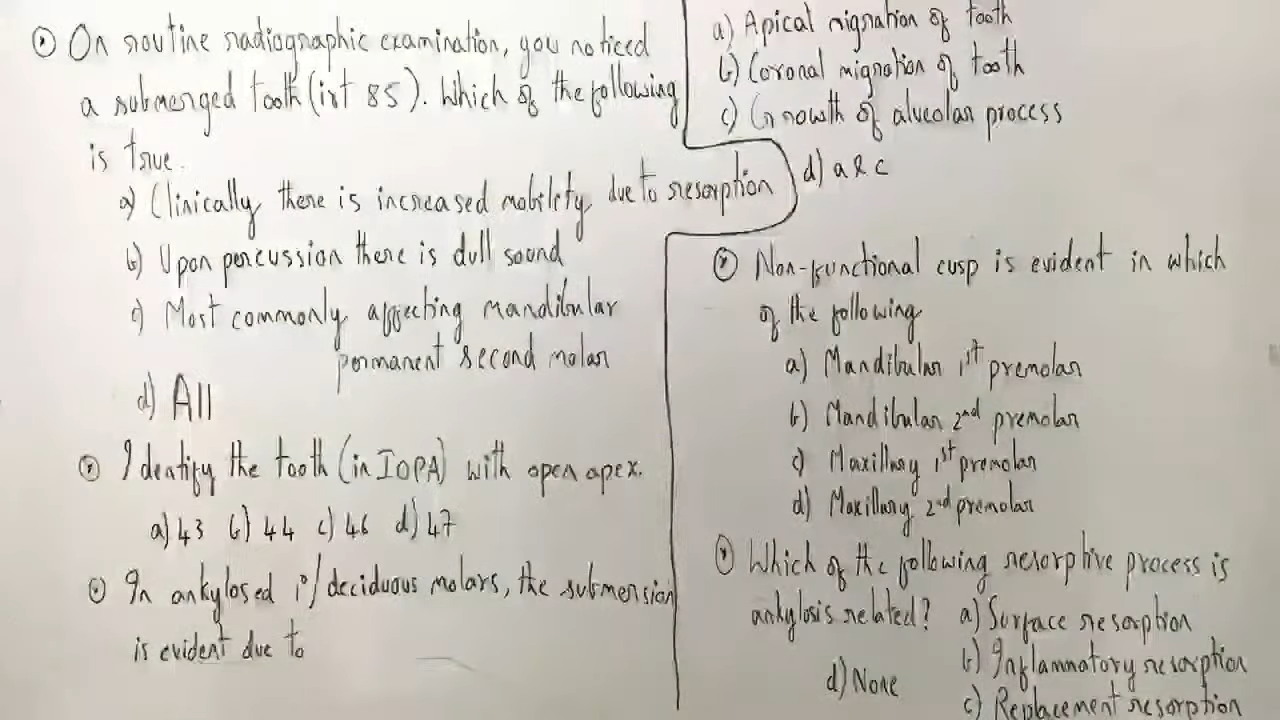 On routine radiographic examination, you noticed
a submerged tooth (irt 85). Which of the following
is true.
a) Clinically there is increased mobility due to resorption
b) Upon percussion there is dull sound
c) Most commonly affecting mandibular
permanent second molar
d) All
Identify the tooth (in IOPA) with open apex.
a) 43 b) 44 c) 46 d) 47
In ankylosed 1°/deciduous molars, the submersion
is evident due to
a) Apical migration of tooth
b) Coronal migration of tooth
c) Growth of alveolar process
d) a & c
Non-functional cusp is evident in which
of the following
a) Mandibular 1st premolar
b) Mandibular 2nd premolar
c) Maxillary 1st premolar
d) Maxillary 2nd premolar
Which of the following resorptive process is
ankylosis related? a) Surface resorption
b) Inflammatory resorption
d) None
c) Replacement resorption